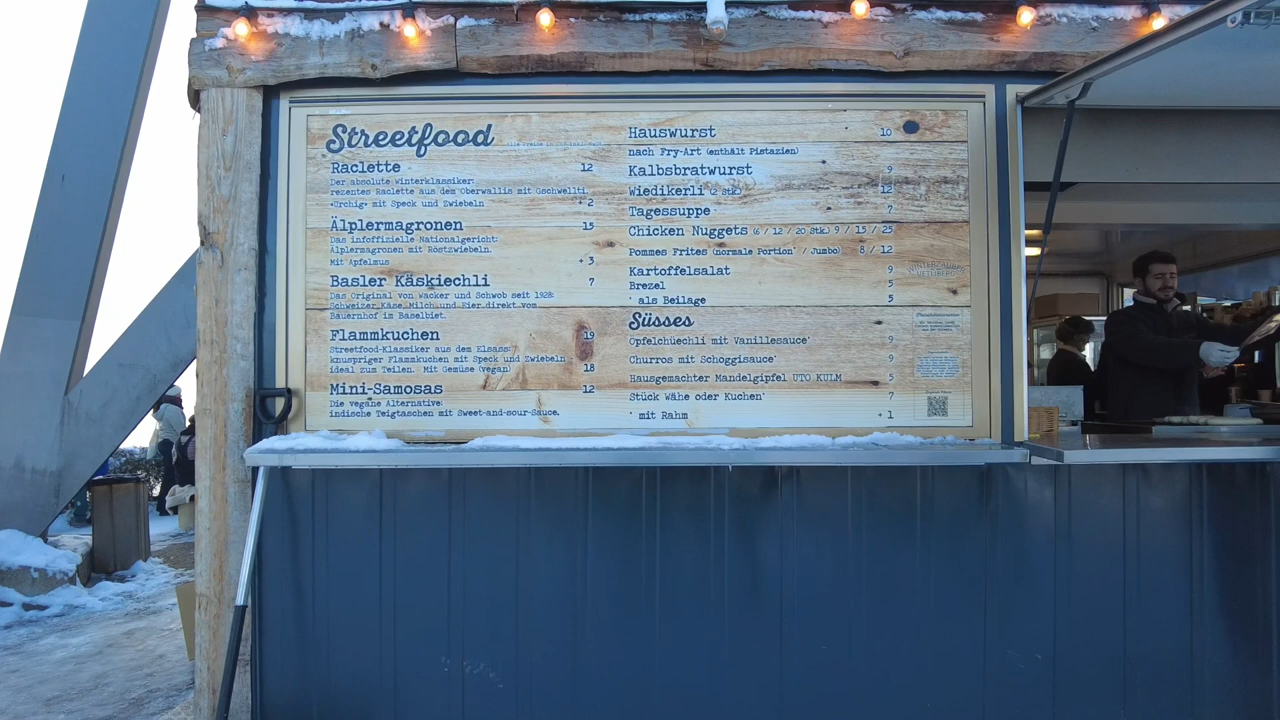 Streetfood
Raclette 12
Der absolute Winterklassiker:
rezentes Raclette aus dem Oberwallis mit Gschwellti.
«Urchig» mit Speck und Zwiebeln +2
Älplermagronen 15
Das inoffizielle Nationalgericht:
Älplermagronen mit Röstzwiebeln.
Mit Apfelmus +3
Basler Käskiechli 7
Das Original von Wacker und Schwob seit 1928:
Schweizer Käse, Milch und Eier direkt vom
Bauernhof im Baselbiet.
Flammkuchen 19
Streetfood-Klassiker aus dem Elsass:
knuspriger Flammkuchen mit Speck und Zwiebeln
ideal zum Teilen. Mit Gemüse (vegan) 18
Mini-Samosas 12
Die vegane Alternative:
indische Teigtaschen mit Sweet-and-sour-Sauce.
Hauswurst 10
nach Fry-Art (enthält Pistazien)
Kalbsbratwurst 9
Wiedikerli (2 Stk) 12
Tagessuppe 7
Chicken Nuggets (6 / 12 / 20 Stk.) 9 / 15 / 25
Pommes Frites (normale Portion / Jumbo) 8 / 12
Kartoffelsalat 9
Brezel 5
als Beilage 5
Süsses
Öpfelchüechli mit Vanillesauce 9
Churros mit Schoggisauce 9
Hausgemachter Mandelgipfel UTO KULM 5
Stück Wähe oder Kuchen 7
mit Rahm +1
WINTERZAUBER
UETLIBERG